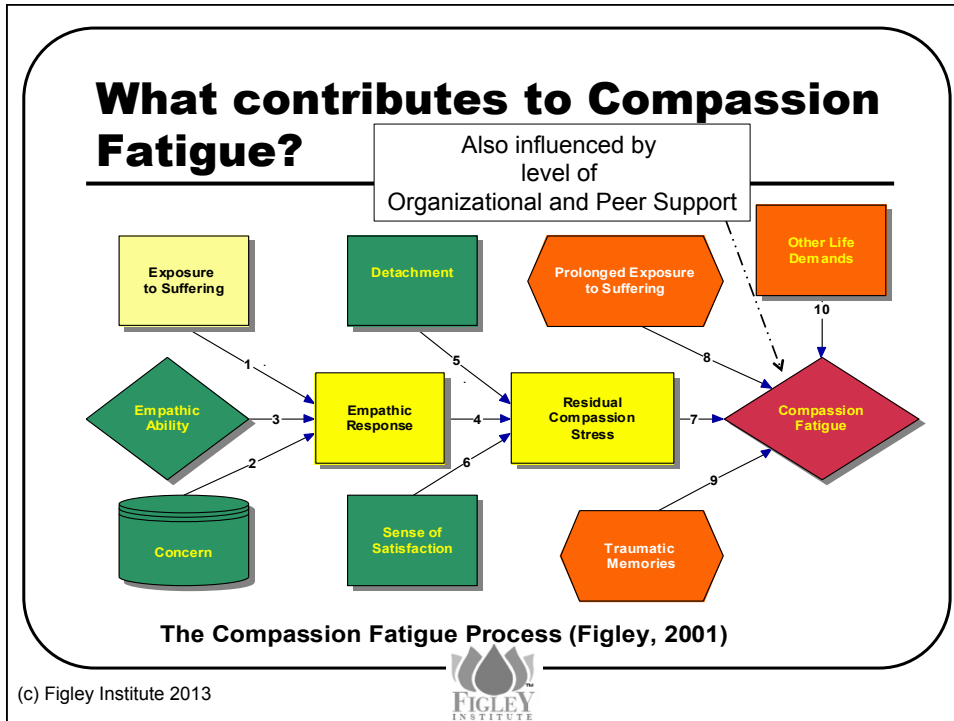 What contributes to Compassion
Fatigue?
Also influenced by
level of
Organizational and Peer Support
Exposure
to Suffering
Detachment
Prolonged Exposure
to Suffering
Other Life
Demands
10
1
5
8
Empathic
Ability
3
Empathic
Response
4
Residual
Compassion
Stress
7
Compassion
Fatigue
2
6
9
Concern
Sense of
Satisfaction
Traumatic
Memories
The Compassion Fatigue Process (Figley, 2001)
(c) Figley Institute 2013
TM
FIGLEY
INSTITUTE